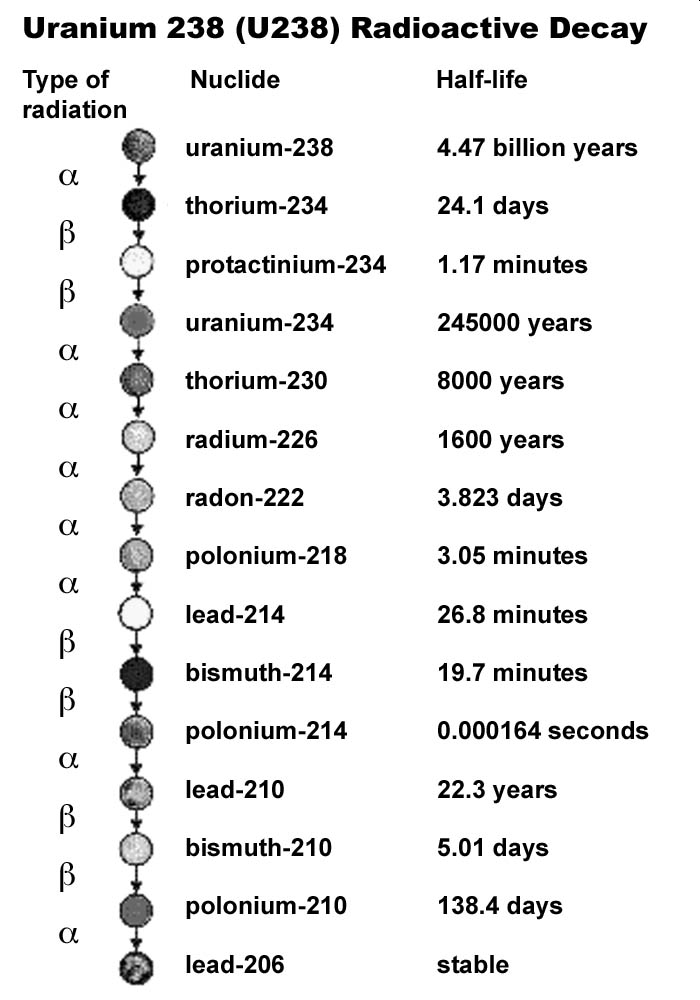 Uranium 238 (U238) Radioactive Decay
Type of radiation Nuclide Half-life
uranium-238 4.47 billion years
α
thorium-234 24.1 days
β
protactinium-234 1.17 minutes
β
uranium-234 245000 years
α
thorium-230 8000 years
α
radium-226 1600 years
α
radon-222 3.823 days
α
polonium-218 3.05 minutes
α
lead-214 26.8 minutes
β
bismuth-214 19.7 minutes
β
polonium-214 0.000164 seconds
α
lead-210 22.3 years
β
bismuth-210 5.01 days
β
polonium-210 138.4 days
α
lead-206 stable